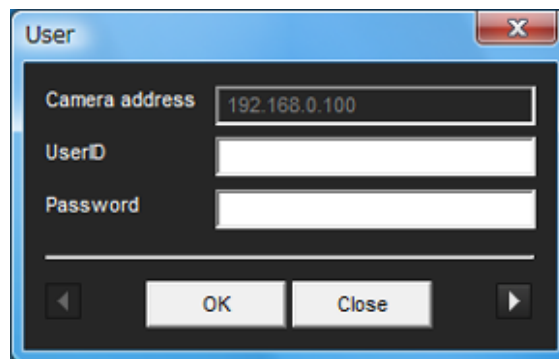 User
Camera address 192.168.0.100
UserID
Password
OK Close